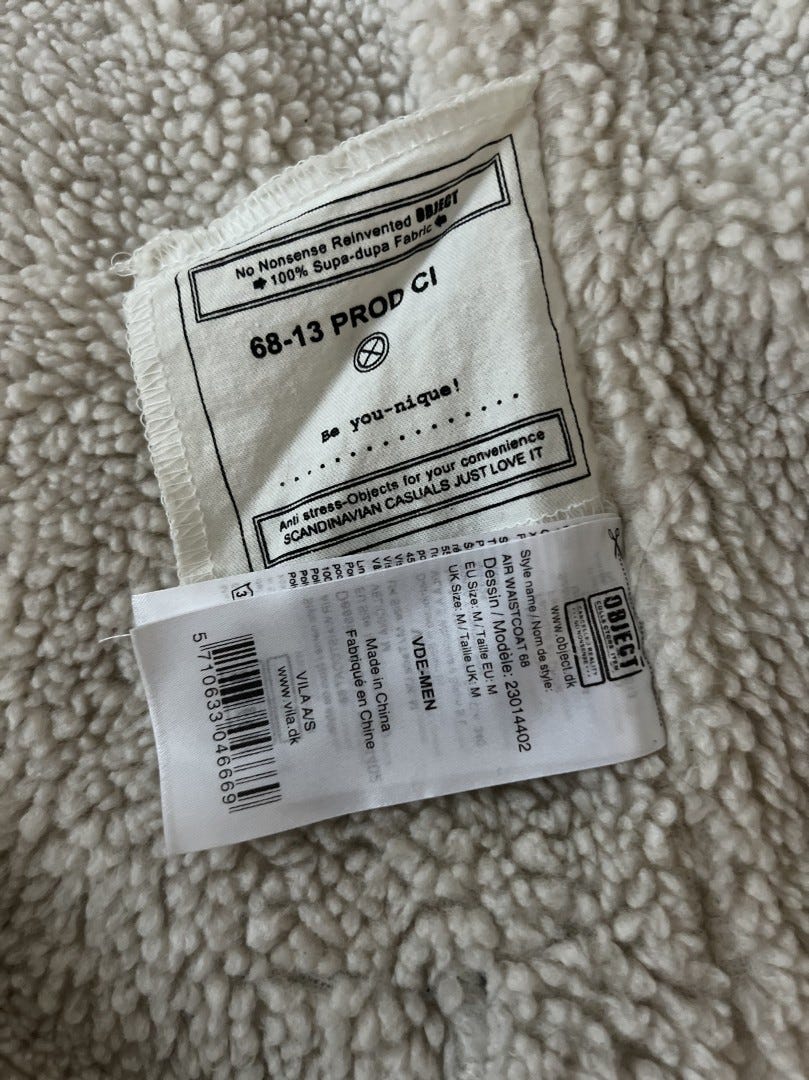 No Nonsense Reinvented OBJECT
100% Supa-dupa Fabric
68-13 PROD CI
Be you-nique!
Anti stress-Objects for your convenience
SCANDINAVIAN CASUALS JUST LOVE IT
OBJECT
COLLECTORS ITEM
www.object.dk
Style name / Nom de style:
AIR WAISTCOAT 68
Dessin / Modèle: 23014402
EU Size: M / Taille EU: M
UK Size: M / Taille UK: M
VDE-MEN
Made in China
Fabriqué en Chine
VILA A/S
www.vila.dk
5 710633 046669